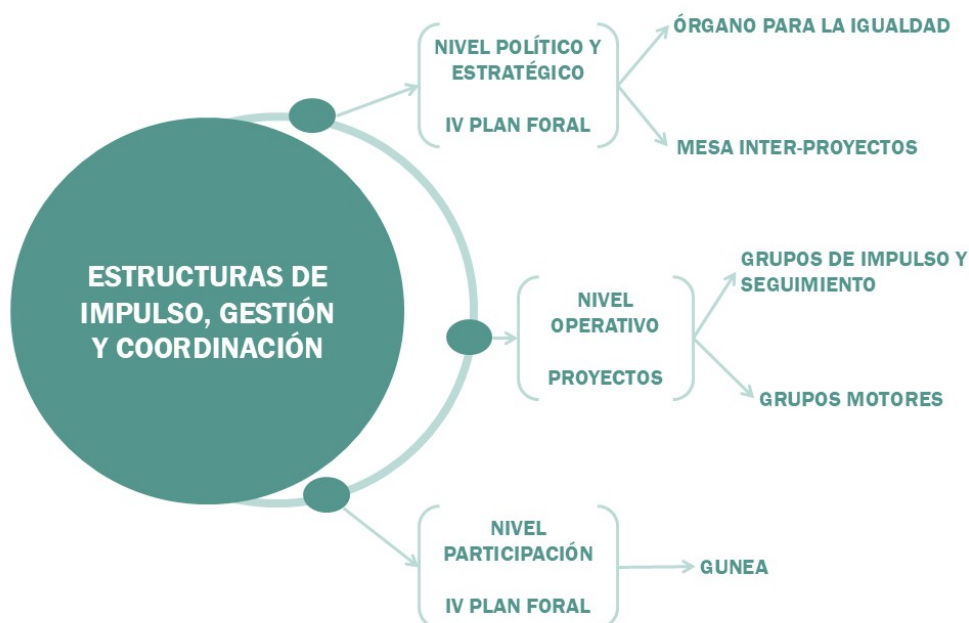 ESTRUCTURAS DE
IMPULSO, GESTIÓN
Y COORDINACIÓN
NIVEL POLÍTICO Y
ESTRATÉGICO
IV PLAN FORAL
ÓRGANO PARA LA IGUALDAD
MESA INTER-PROYECTOS
NIVEL
OPERATIVO
PROYECTOS
GRUPOS DE IMPULSO Y
SEGUIMIENTO
GRUPOS MOTORES
NIVEL
PARTICIPACIÓN
IV PLAN FORAL
GUNEA